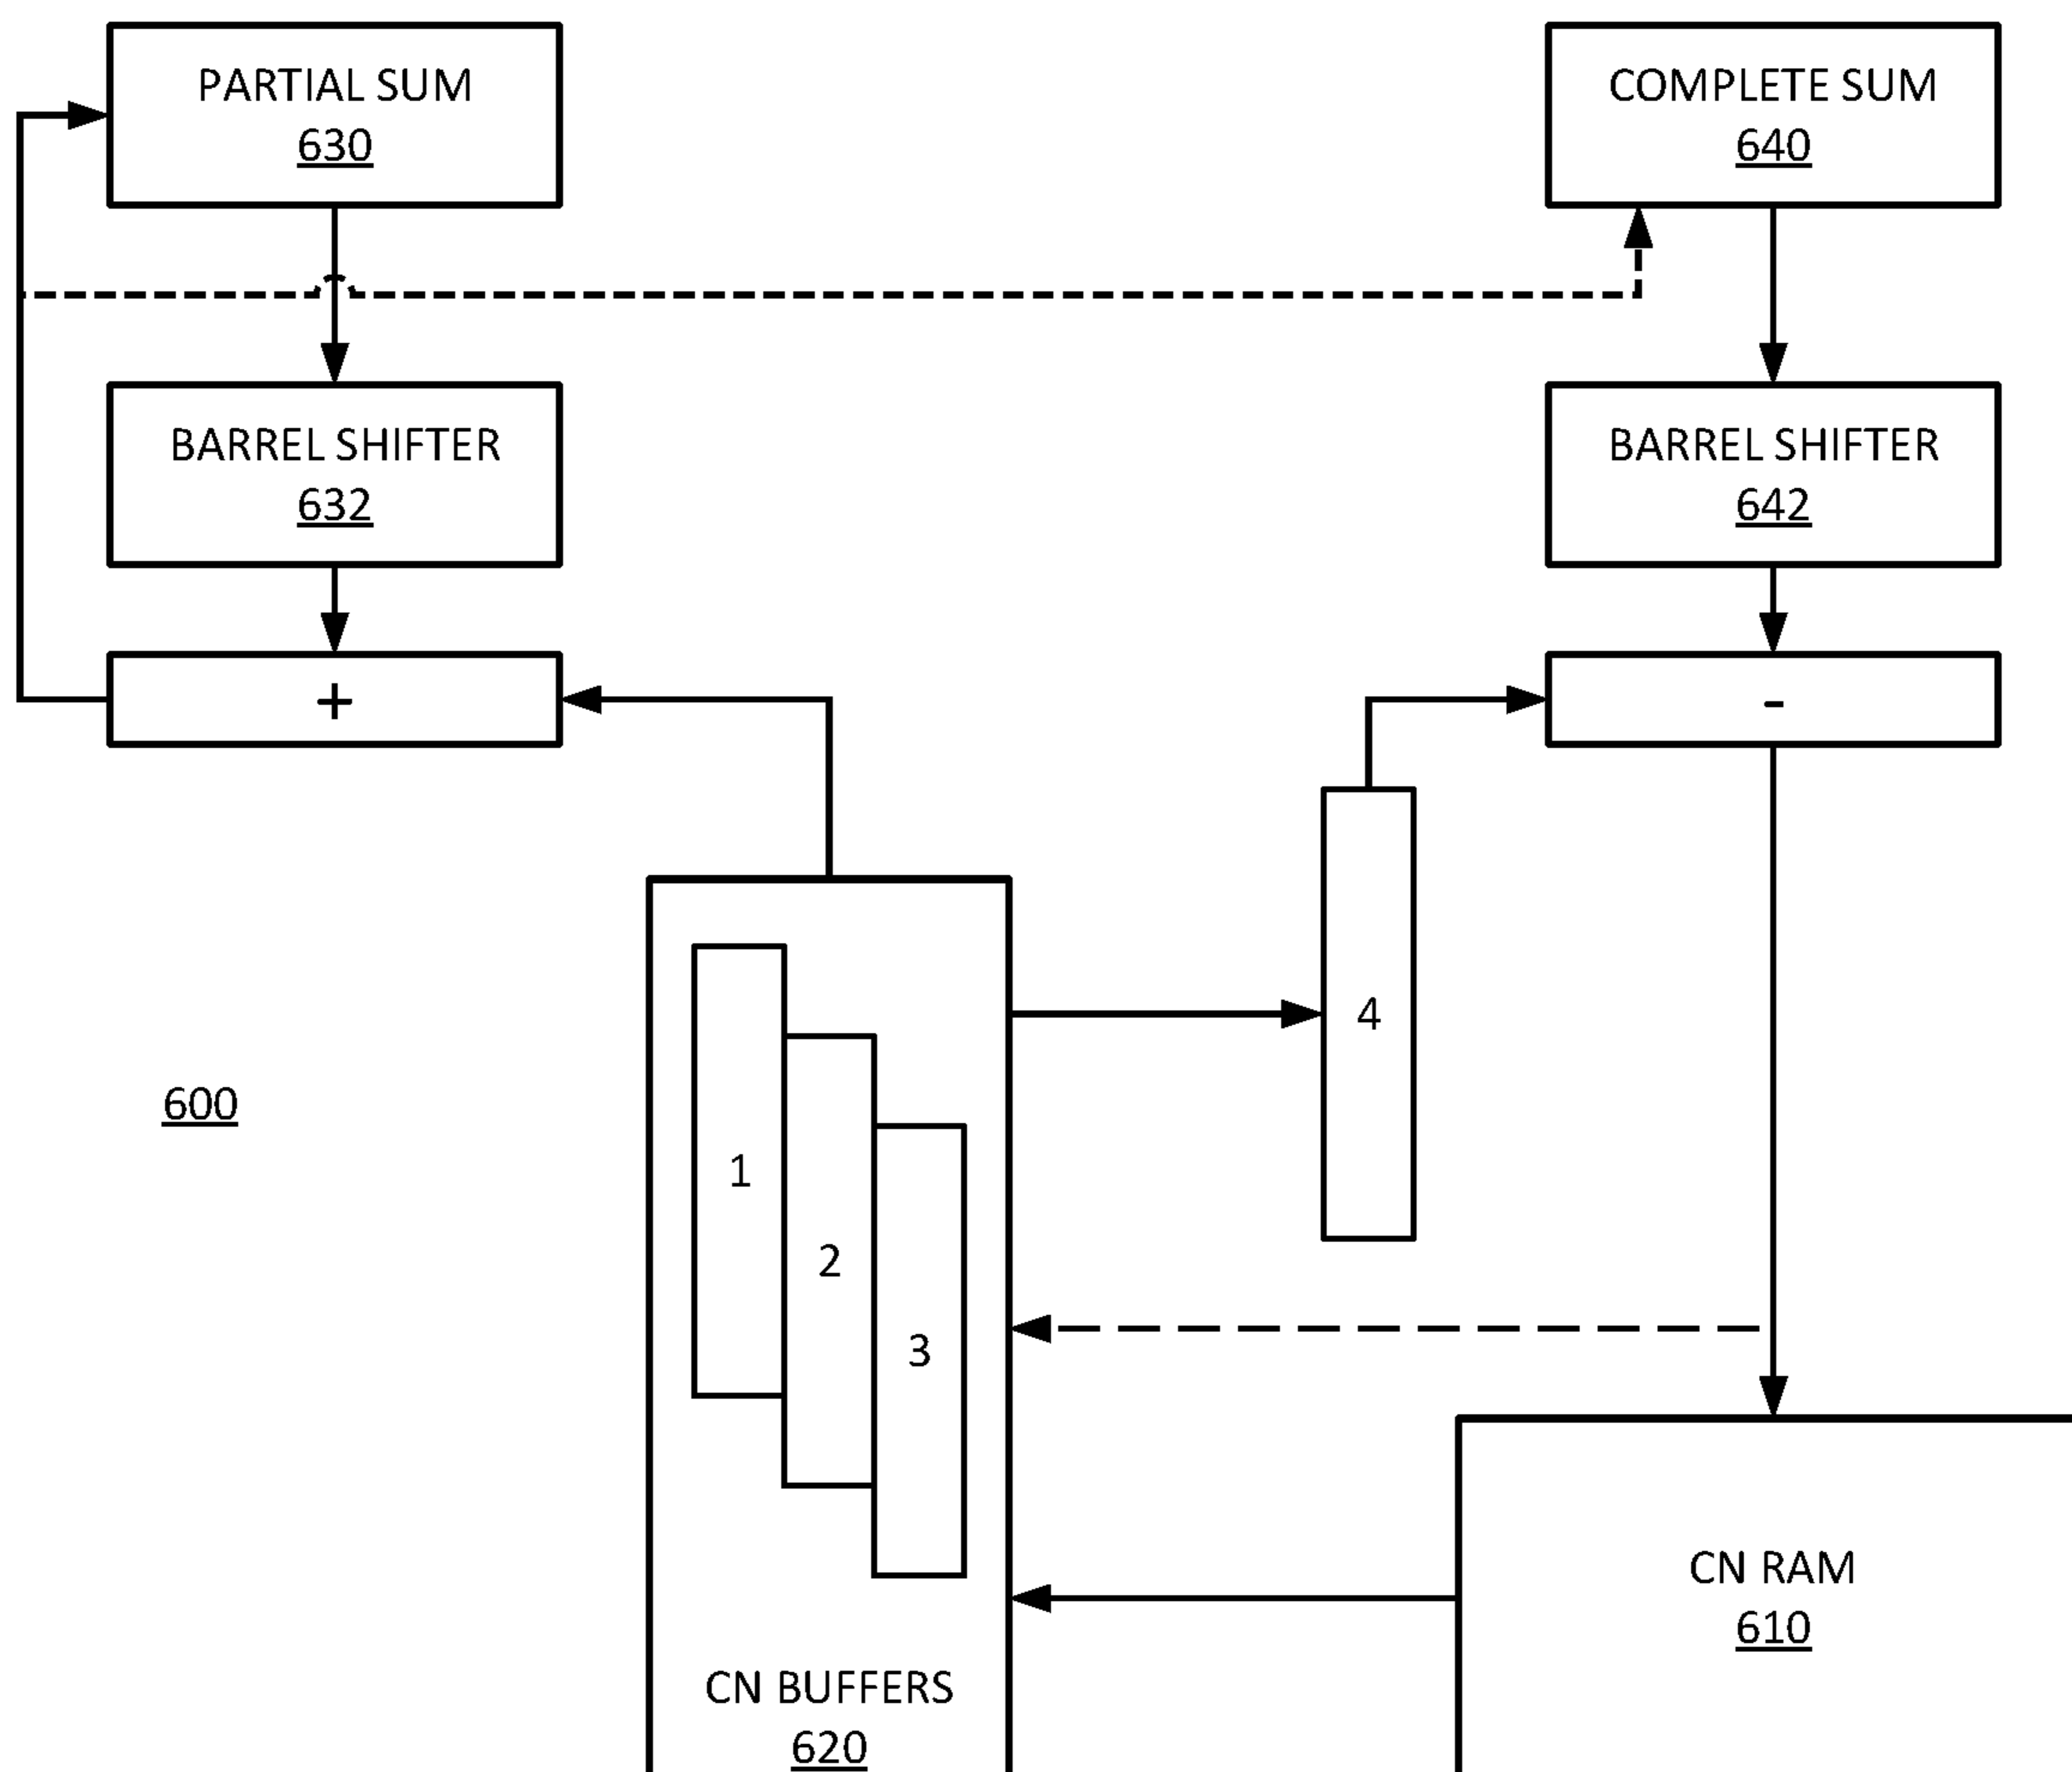 PARTIAL SUM
630
COMPLETE SUM
640
BARREL SHIFTER
632
BARREL SHIFTER
642
+
-
600
1
2
3
4
CN BUFFERS
620
CN RAM
610